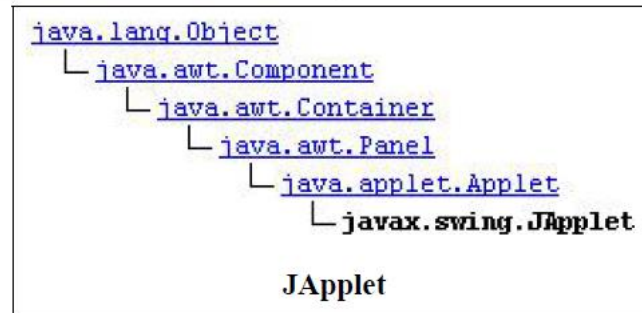 java.lang.Object
java.awt.Component
java.awt.Container
java.awt.Panel
java.applet.Applet
javax.swing.JApplet
JApplet